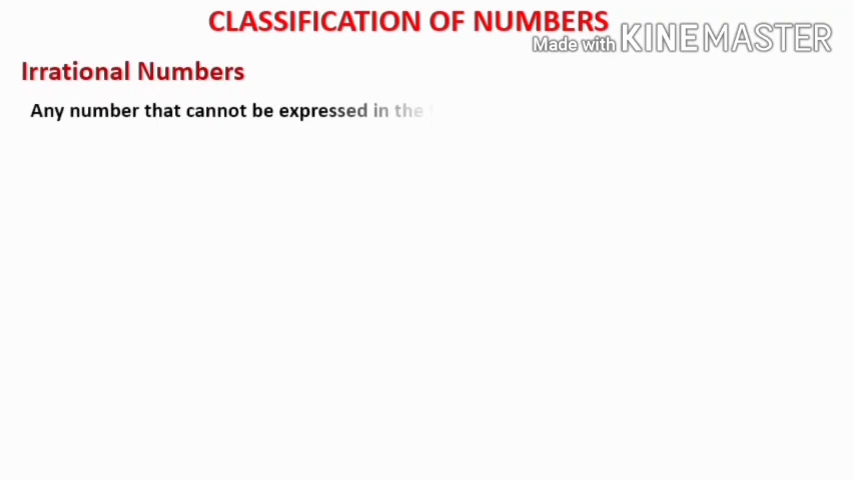 CLASSIFICATION OF NUMBERS
Made with KINEMASTER
Irrational Numbers
Any number that cannot be expressed in the